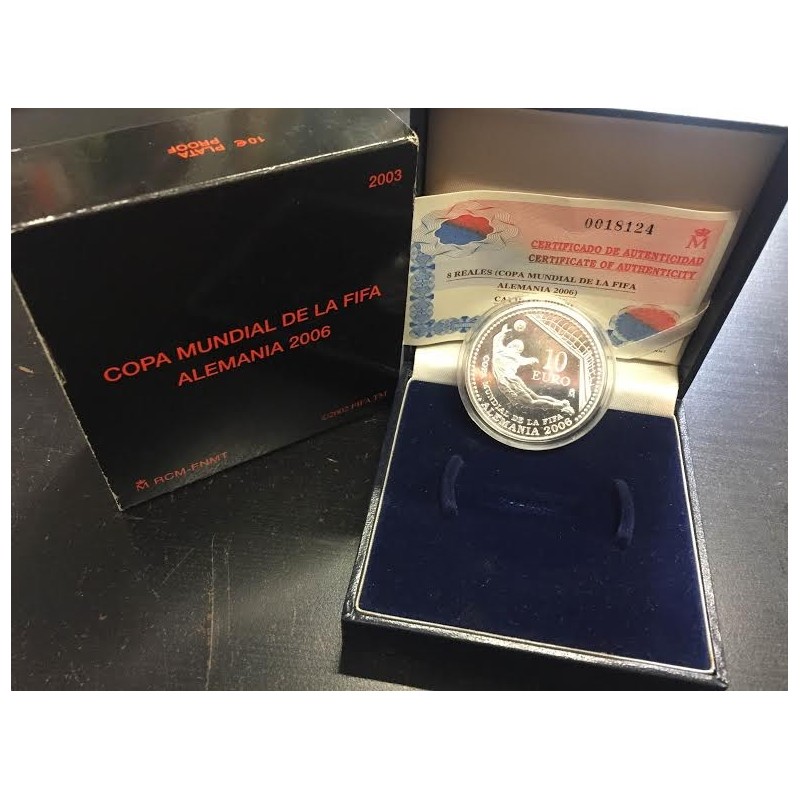 10€ PLATA
PROOF
2003
COPA MUNDIAL DE LA FIFA
ALEMANIA 2006
©2002 FIFA TM
M RCM-FNMT
0018124
M
CERTIFICADO DE AUTENTICIDAD
CERTIFICATE OF AUTHENTICITY
8 REALES (COPA MUNDIAL DE LA FIFA
ALEMANIA 2006)
10
EURO
MUNDIAL DE LA FIFA
ALEMANIA 2006